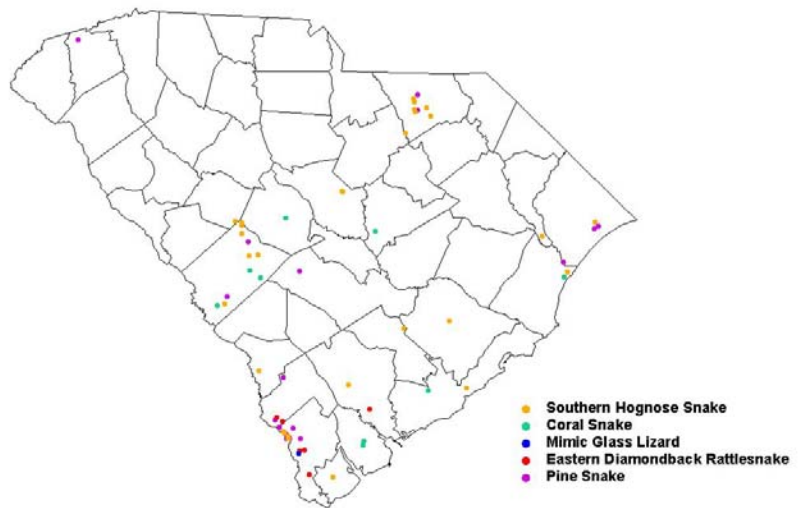 Southern Hognose Snake
Coral Snake
Mimic Glass Lizard
Eastern Diamondback Rattlesnake
Pine Snake